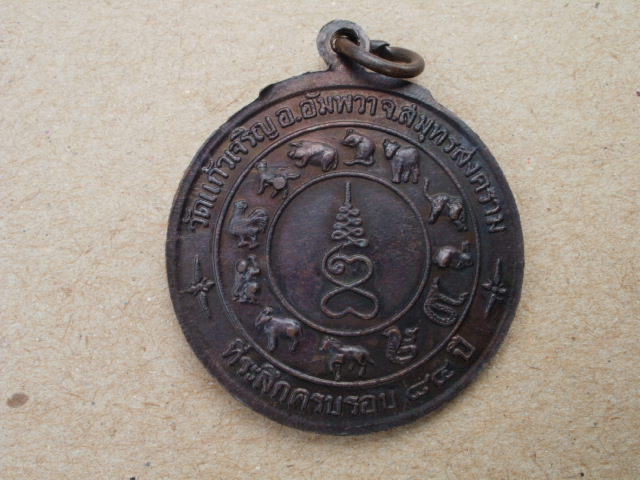 วัดแก้วเจริญ อ.อัมพวา จ.สมุทรสงคราม
ที่ระลึกครบรอบ ๘๔ ปี